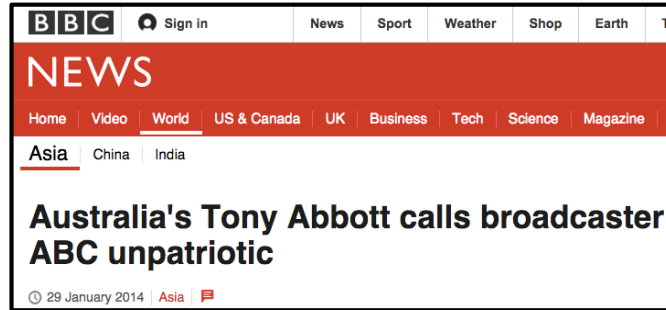 BBC Sign in News Sport Weather Shop Earth
NEWS
Home Video World US & Canada UK Business Tech Science Magazine
Asia China India
Australia's Tony Abbott calls broadcaster
ABC unpatriotic
29 January 2014 Asia